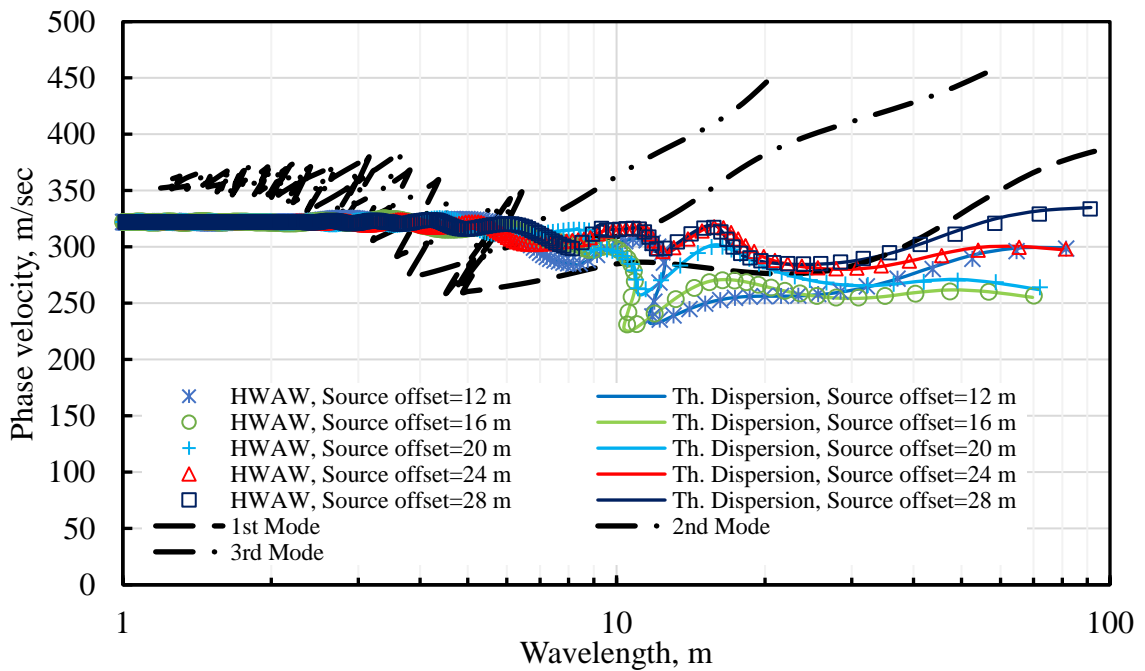 500
450
400
350
300
250
200
150
100
50
0
Phase velocity, m/sec
HWAW, Source offset=12 m
Th. Dispersion, Source offset=12 m
HWAW, Source offset=16 m
Th. Dispersion, Source offset=16 m
HWAW, Source offset=20 m
Th. Dispersion, Source offset=20 m
HWAW, Source offset=24 m
Th. Dispersion, Source offset=24 m
HWAW, Source offset=28 m
Th. Dispersion, Source offset=28 m
1st Mode
2nd Mode
3rd Mode
1
10
100
Wavelength, m